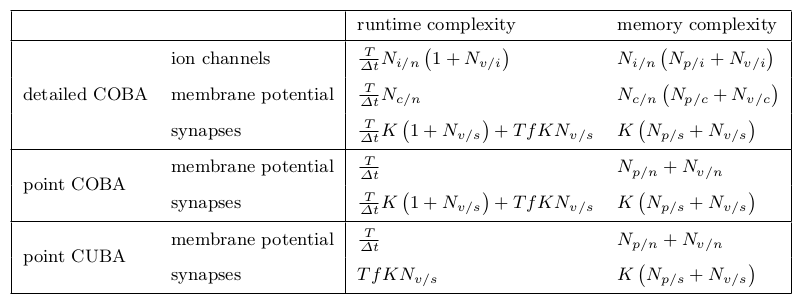 runtime complexity memory complexity
ion channels $\frac{T}{\Delta t} N_{i/n} \left(1 + N_{v/i}\right)$ $N_{i/n} \left(N_{p/i} + N_{v/i}\right)$
detailed COBA membrane potential $\frac{T}{\Delta t} N_{c/n}$ $N_{c/n} \left(N_{p/c} + N_{v/c}\right)$
synapses $\frac{T}{\Delta t} K \left(1 + N_{v/s}\right) + TfKN_{v/s}$ $K \left(N_{p/s} + N_{v/s}\right)$
point COBA membrane potential $\frac{T}{\Delta t}$ $N_{p/n} + N_{v/n}$
synapses $\frac{T}{\Delta t} K \left(1 + N_{v/s}\right) + TfKN_{v/s}$ $K \left(N_{p/s} + N_{v/s}\right)$
point CUBA membrane potential $\frac{T}{\Delta t}$ $N_{p/n} + N_{v/n}$
synapses $TfKN_{v/s}$ $K \left(N_{p/s} + N_{v/s}\right)$